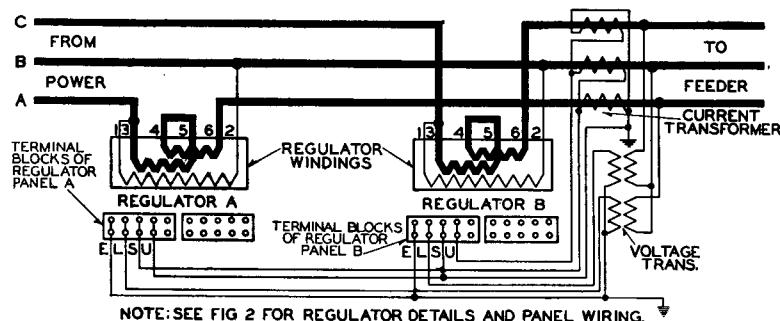 C
FROM
TO
B
POWER
FEEDER
A
CURRENT
TRANSFORMER
1 3 4 5 6 2
1 3 4 5 6 2
TERMINAL
BLOCKS OF
REGULATOR
PANEL A
REGULATOR
WINDINGS
REGULATOR A
REGULATOR B
TERMINAL BLOCKS
OF REGULATOR
PANEL B
E L S U
E L S U
VOLTAGE
TRANS.
NOTE: SEE FIG 2 FOR REGULATOR DETAILS AND PANEL WIRING.